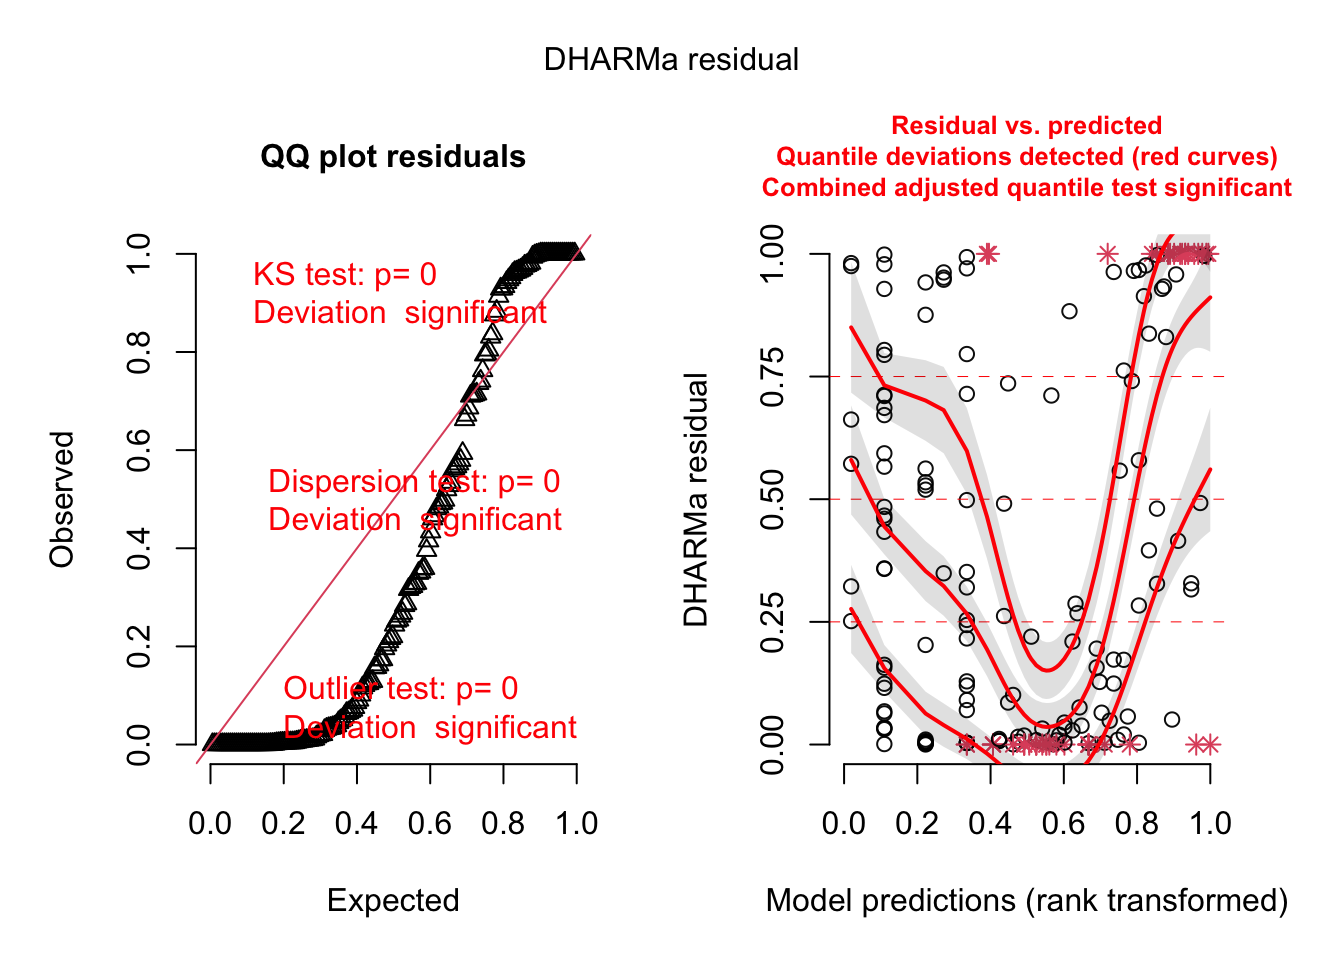 DHARMa residual
QQ plot residuals
KS test: p= 0
Deviation  significant
Dispersion test: p= 0
Deviation  significant
Outlier test: p= 0
Deviation  significant
Observed
1.0
0.8
0.6
0.4
0.2
0.0
0.0 0.2 0.4 0.6 0.8 1.0
Expected
Residual vs. predicted
Quantile deviations detected (red curves)
Combined adjusted quantile test significant
DHARMa residual
1.00
0.75
0.50
0.25
0.00
0.0 0.2 0.4 0.6 0.8 1.0
Model predictions (rank transformed)